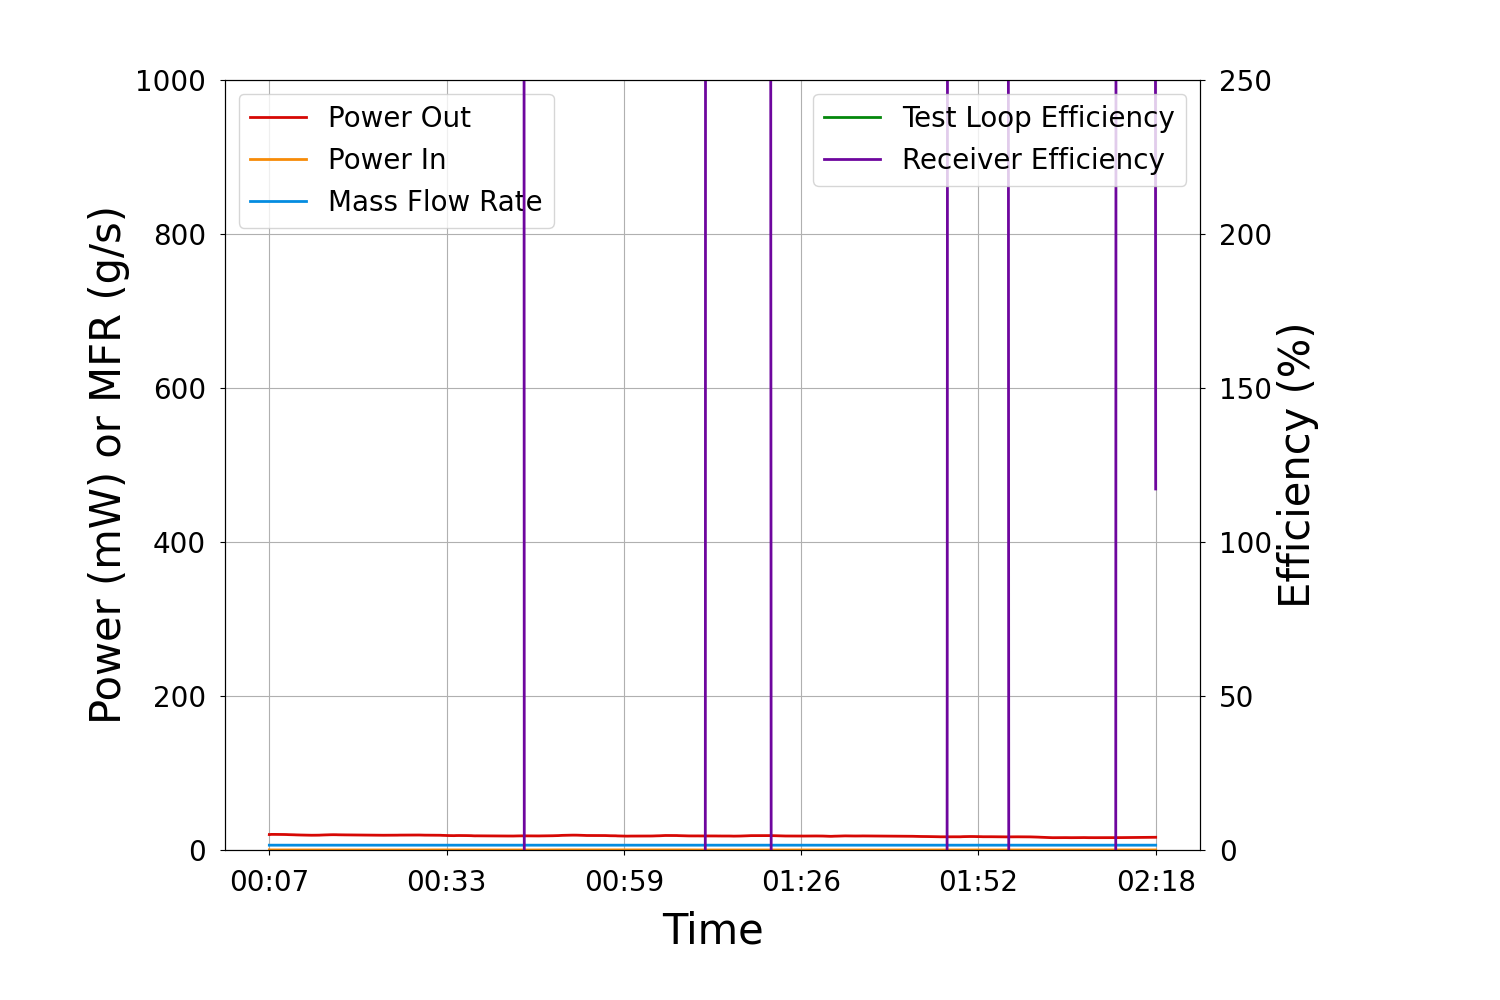 1000
800
600
400
200
0
Power (mW) or MFR (g/s)
Power Out
Power In
Mass Flow Rate
Test Loop Efficiency
Receiver Efficiency
250
200
150
100
50
0
Efficiency (%)
00:07 00:33 00:59 01:26 01:52 02:18
Time